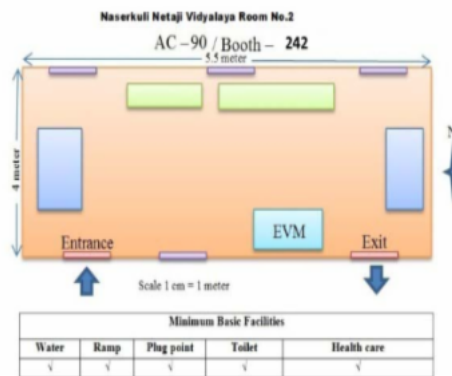 Naserkuli Netaji Vidyalaya Room No.2
AC -90 / Booth - 242
5.5 meter
4 meter
N
EVM
Entrance
Exit
Scale 1 cm = 1 meter
Minimum Basic Facilities
Water Ramp Plug point Toilet Health care
√ √ √ √ √